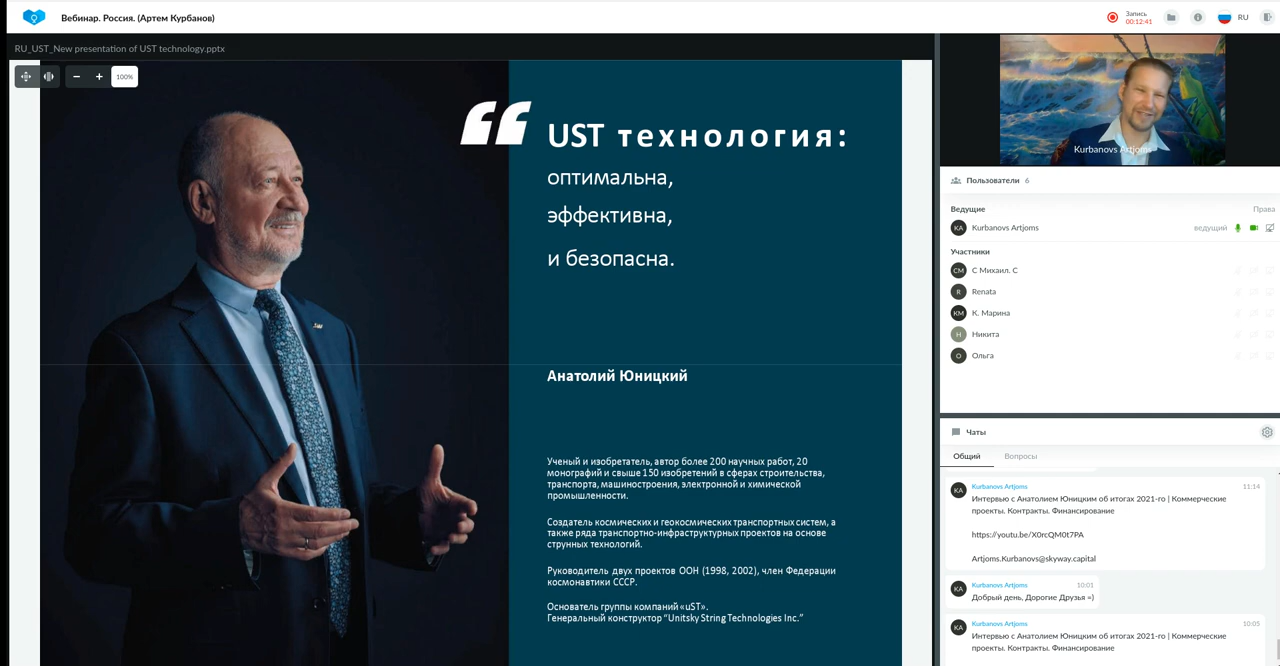 Вебинар. Россия. (Артем Курбанов)
Запись
00:12:41
RU
RU_UST_New presentation of UST technology.pptx
100%
UST технология:
оптимальна,
эффективна,
и безопасна.
Анатолий Юницкий
Ученый и изобретатель, автор более 200 научных работ, 20
монографий и свыше 150 изобретений в сферах строительства,
транспорта, машиностроения, электронной и химической
промышленности.
Создатель космических и геокосмических транспортных систем, а
также ряда транспортно-инфраструктурных проектов на основе
струнных технологий.
Руководитель двух проектов ООН (1998, 2002), член Федерации
космонавтики СССР.
Основатель группы компаний «uST».
Генеральный конструктор “Unitsky String Technologies Inc.”
Kurbanovs Artjoms
Пользователи 6
Ведущие Права
KA Kurbanovs Artjoms ведущий
Участники
СМ С Михаил. С
R Renata
КМ К. Марина
Н Никита
О Ольга
Чаты
Общий Вопросы
KA Kurbanovs Artjoms 11:14
Интервью с Анатолием Юницким об итогах 2021-го | Коммерческие
проекты. Контракты. Финансирование
https://youtu.be/X0rcQM0t7PA
Artjoms.Kurbanovs@skyway.capital
KA Kurbanovs Artjoms 10:01
Добрый день, Дорогие Друзья =)
KA Kurbanovs Artjoms 10:05
Интервью с Анатолием Юницким об итогах 2021-го | Коммерческие
проекты. Контракты. Финансирование